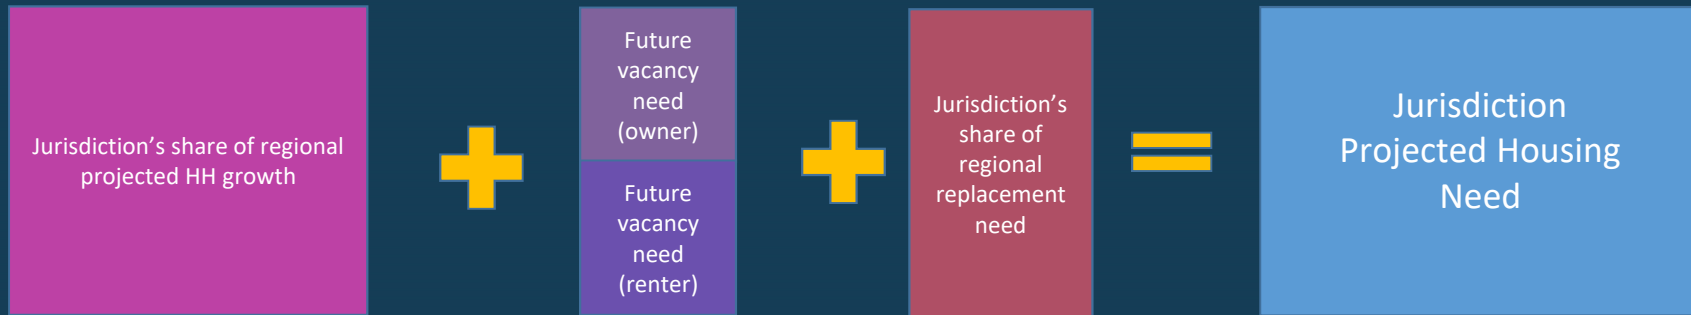 Jurisdiction’s share of regional
projected HH growth
Future
vacancy
need
(owner)
Future
vacancy
need
(renter)
Jurisdiction’s
share of
regional
replacement
need
Jurisdiction
Projected Housing
Need